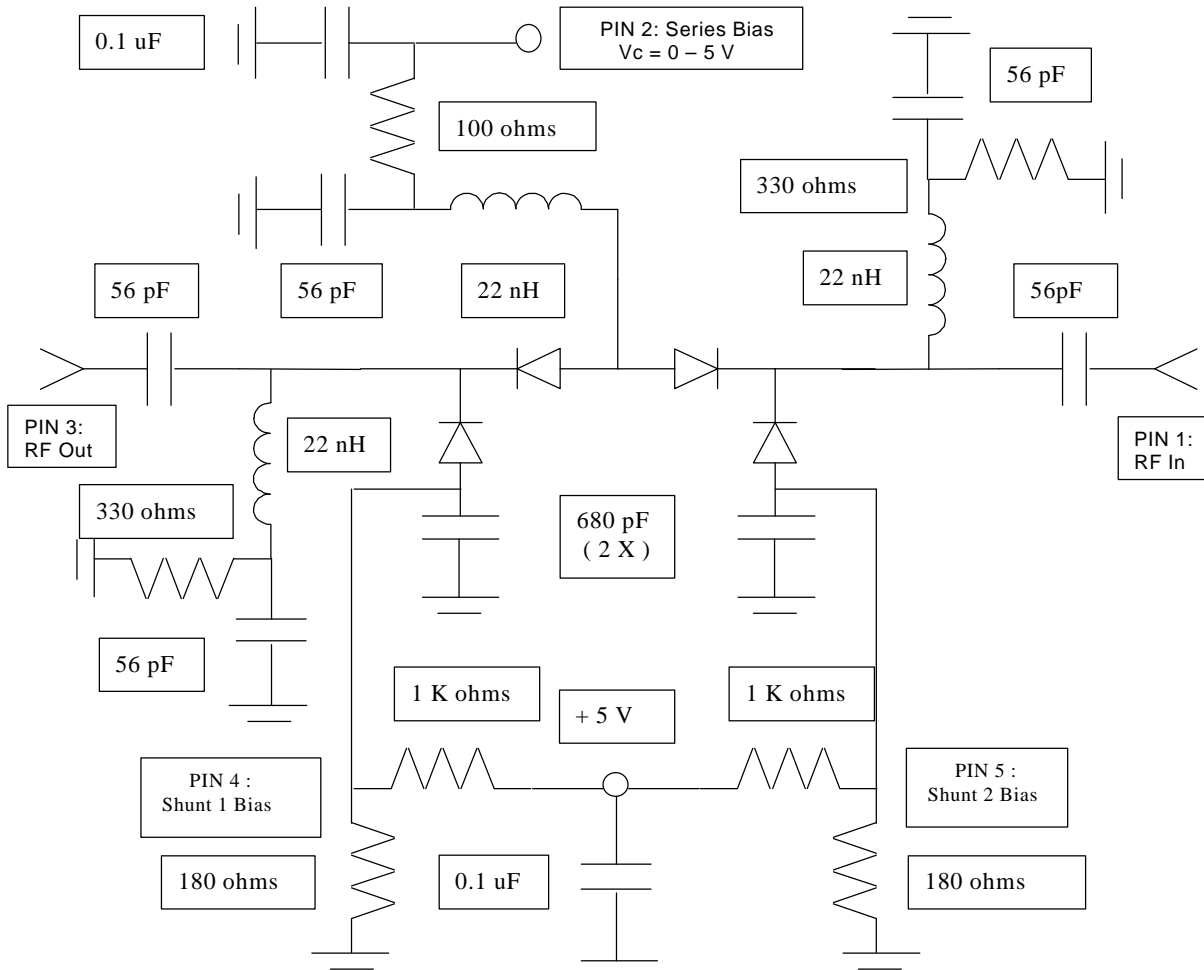 0.1 uF
PIN 2: Series Bias
Vc = 0 – 5 V
56 pF
100 ohms
330 ohms
56 pF
56 pF
22 nH
22 nH
56pF
PIN 3:
RF Out
22 nH
PIN 1:
RF In
330 ohms
680 pF
( 2 X )
56 pF
1 K ohms
+ 5 V
1 K ohms
PIN 4 :
Shunt 1 Bias
PIN 5 :
Shunt 2 Bias
180 ohms
0.1 uF
180 ohms